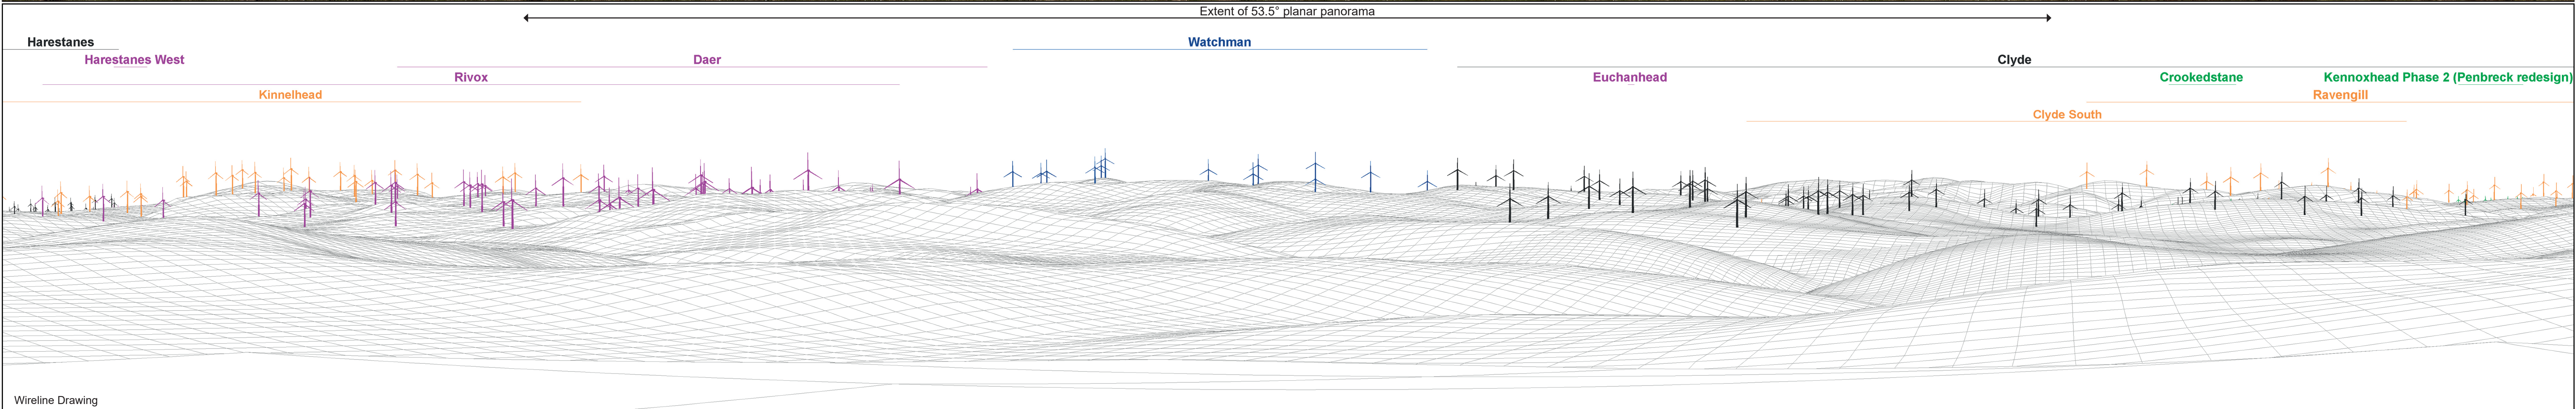 Extent of 53.5° planar panorama
Harestanes
Watchman
Harestanes West
Daer
Clyde
Rivox
Euchanhead
Crookedstane
Kennoxhead Phase 2 (Penbreck redesign)
Kinnelhead
Ravengill
Clyde South
Wireline Drawing